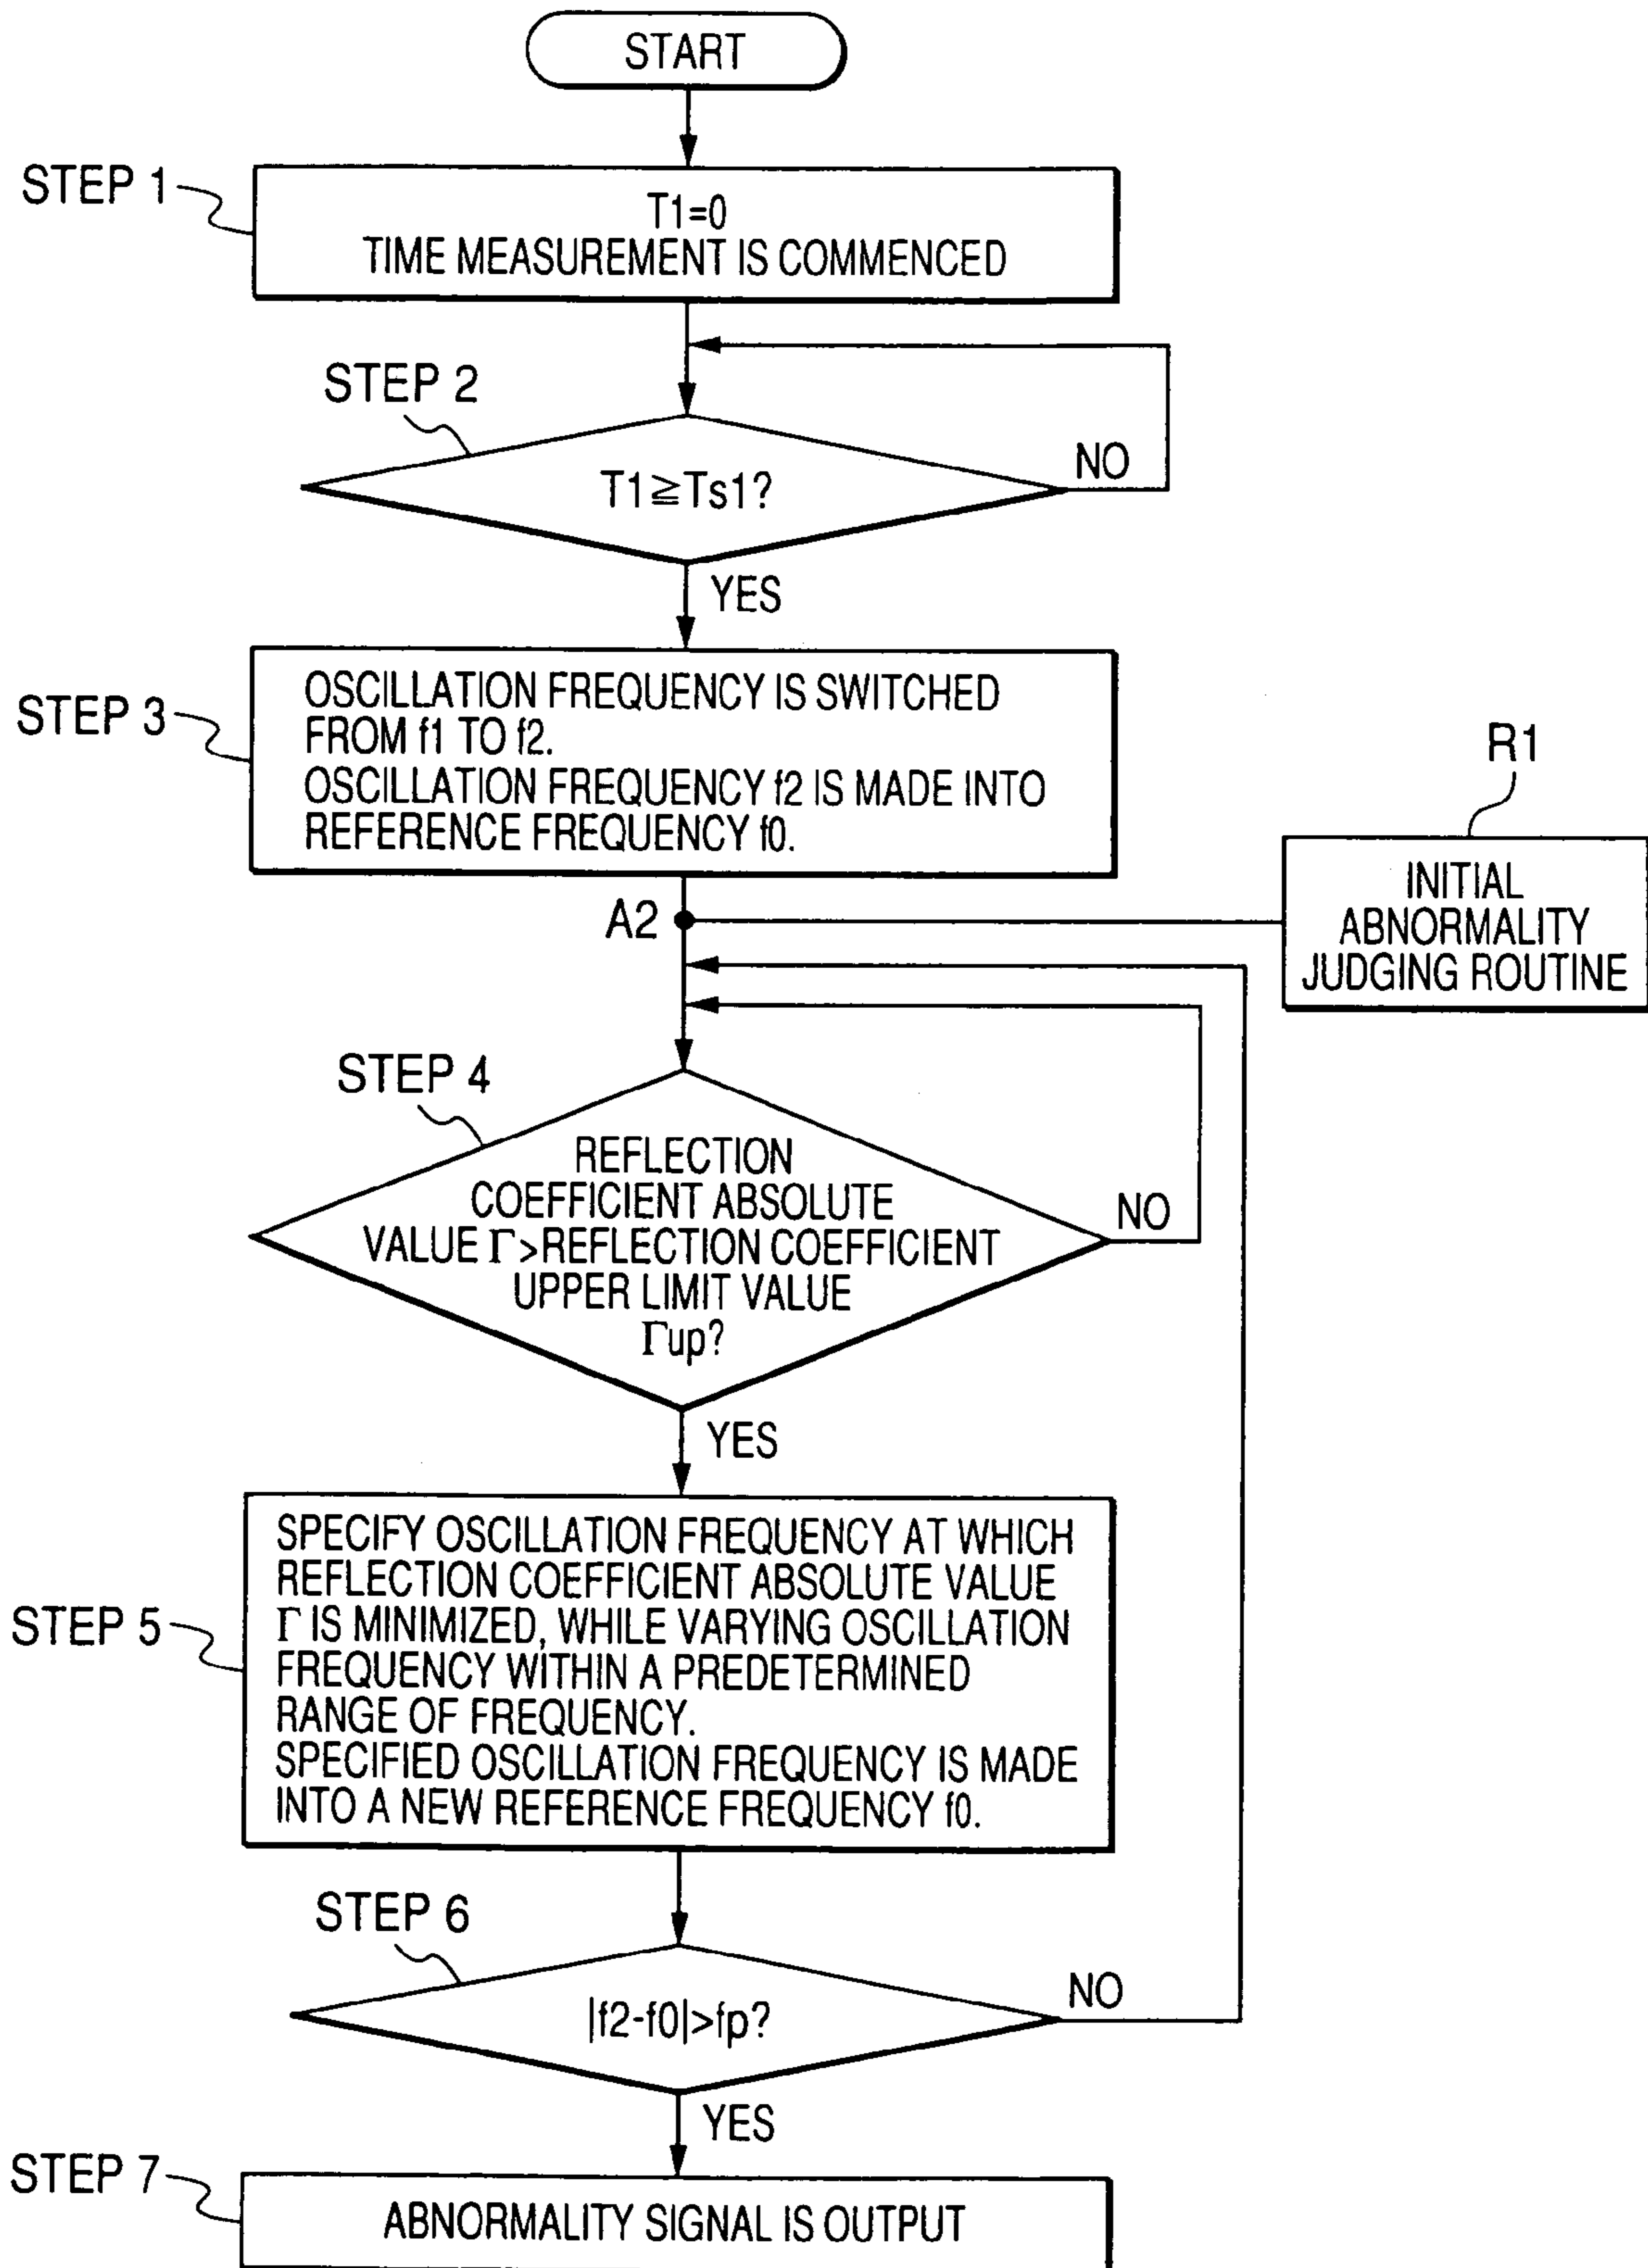 START
STEP 1
T1=0
TIME MEASUREMENT IS COMMENCED
STEP 2
T1≧Ts1?
NO
YES
STEP 3
OSCILLATION FREQUENCY IS SWITCHED
FROM f1 TO f2.
OSCILLATION FREQUENCY f2 IS MADE INTO
REFERENCE FREQUENCY f0.
R1
A2
INITIAL
ABNORMALITY
JUDGING ROUTINE
STEP 4
REFLECTION
COEFFICIENT ABSOLUTE
VALUE Γ>REFLECTION COEFFICIENT
UPPER LIMIT VALUE
Γup?
NO
YES
STEP 5
SPECIFY OSCILLATION FREQUENCY AT WHICH
REFLECTION COEFFICIENT ABSOLUTE VALUE
Γ IS MINIMIZED, WHILE VARYING OSCILLATION
FREQUENCY WITHIN A PREDETERMINED
RANGE OF FREQUENCY.
SPECIFIED OSCILLATION FREQUENCY IS MADE
INTO A NEW REFERENCE FREQUENCY f0.
STEP 6
|f2-f0|>fp?
NO
YES
STEP 7
ABNORMALITY SIGNAL IS OUTPUT